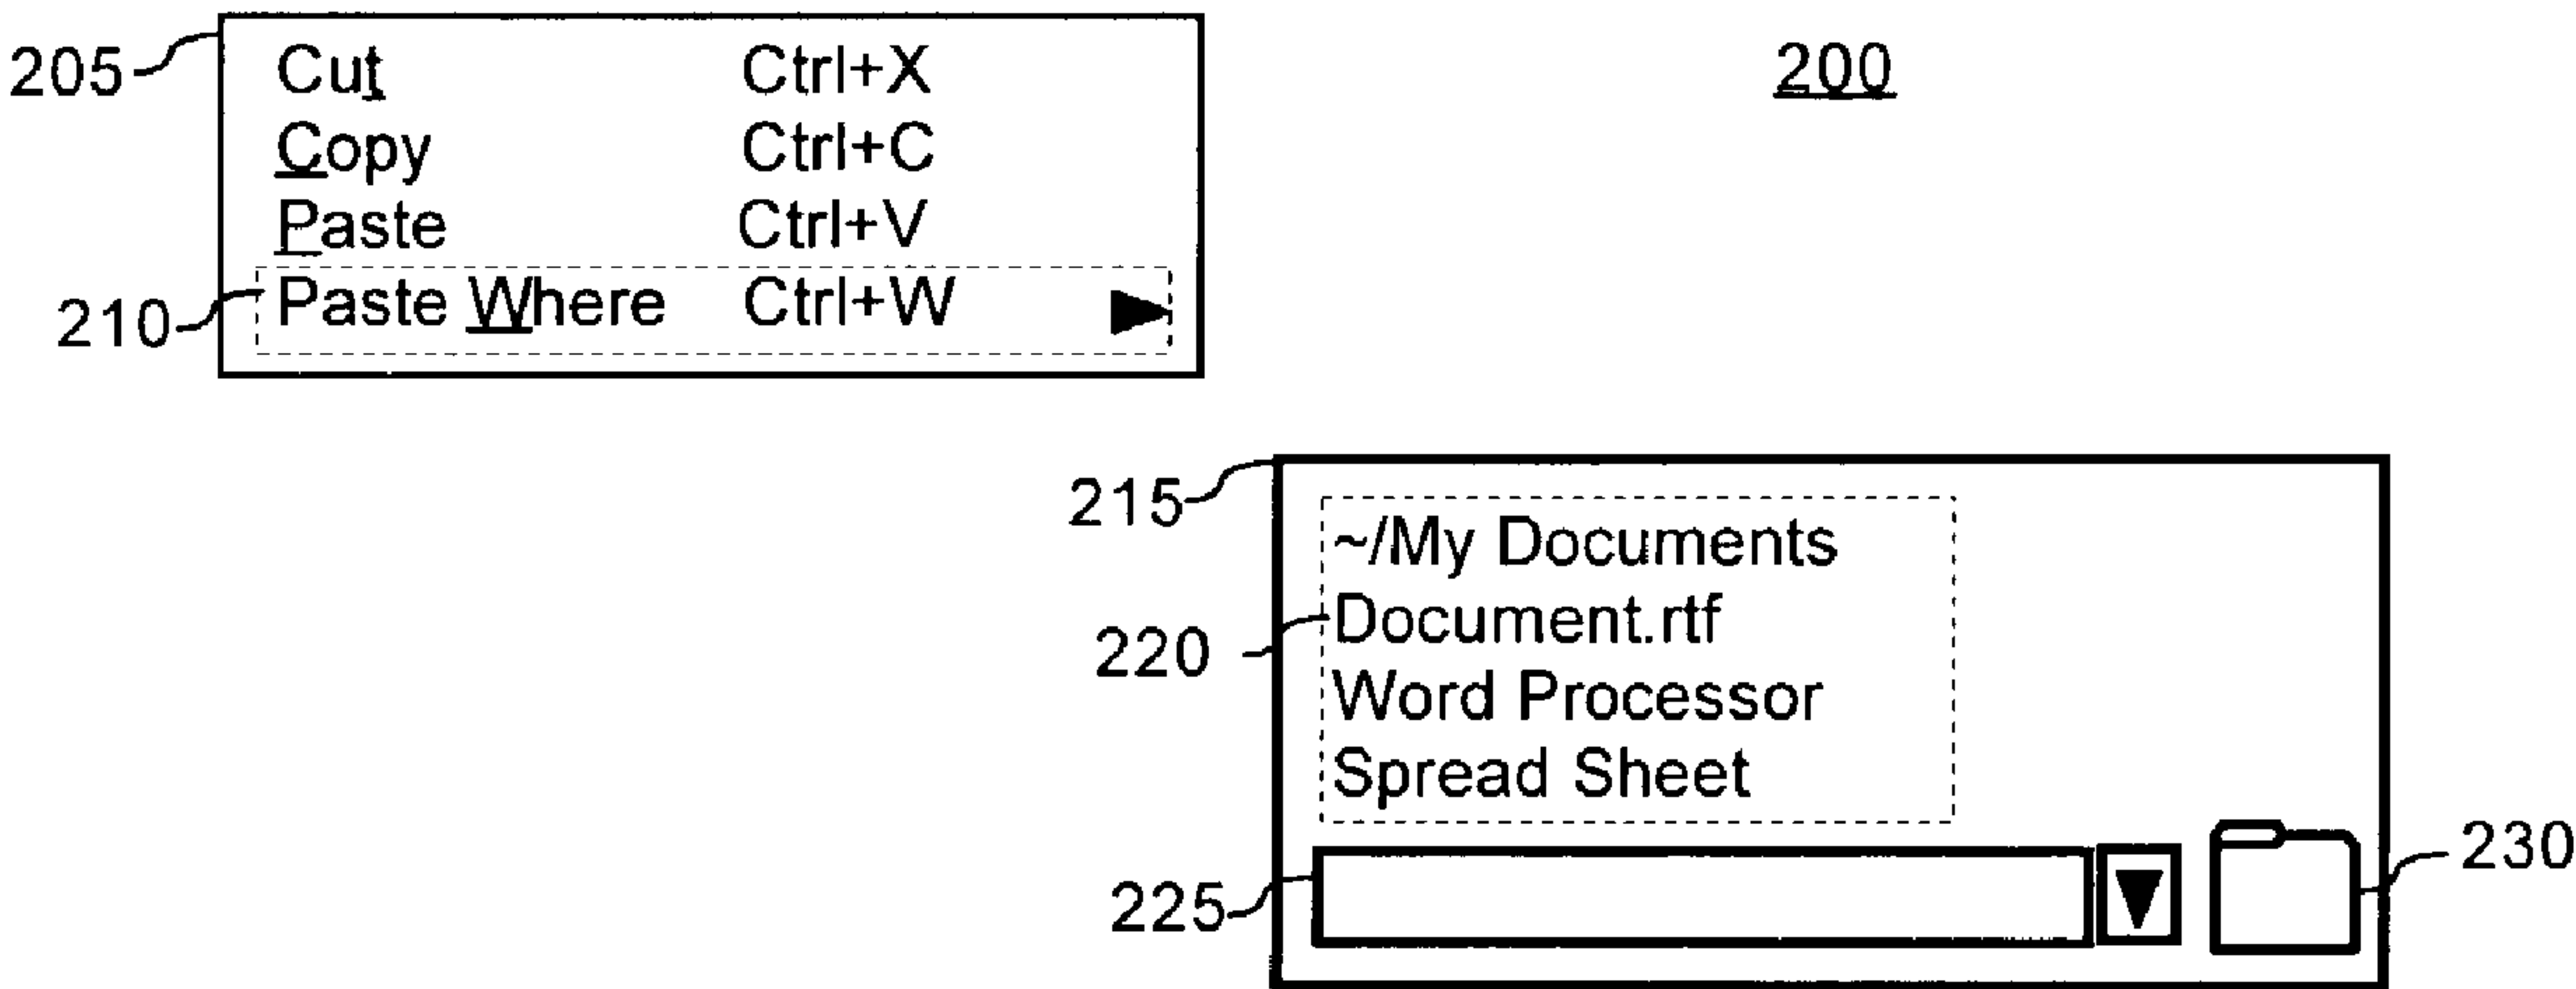 200
205
Cut Ctrl+X
Copy Ctrl+C
Paste Ctrl+V
210 Paste Where Ctrl+W
215
~/My Documents
220 Document.rtf
Word Processor
Spread Sheet
225
230